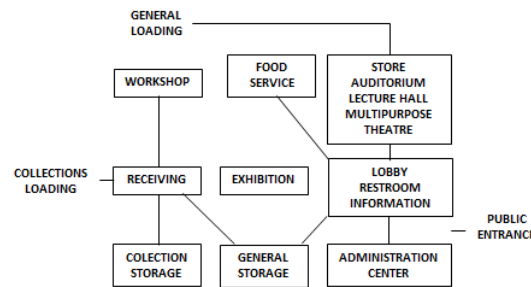 GENERAL
LOADING
FOOD
SERVICE
STORE
AUDITORIUM
LECTURE HALL
MULTIPURPOSE
THEATRE
WORKSHOP
COLLECTIONS
LOADING
RECEIVING
EXHIBITION
LOBBY
RESTROOM
INFORMATION
PUBLIC
ENTRANCE
COLECTION
STORAGE
GENERAL
STORAGE
ADMINISTRATION
CENTER